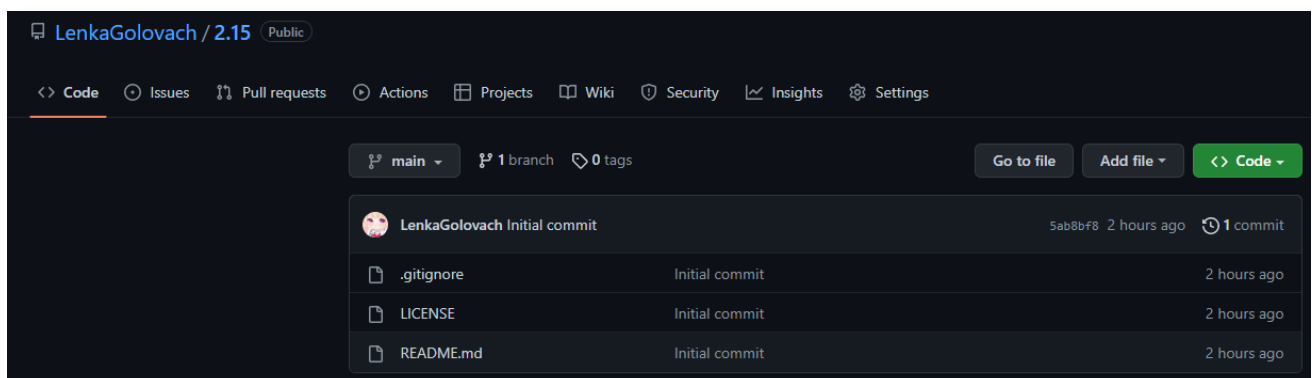 LenkaGolovach / 2.15 Public
Code Issues Pull requests Actions Projects Wiki Security Insights Settings
main 1 branch 0 tags Go to file Add file Code
LenkaGolovach Initial commit 5ab8bf8 2 hours ago 1 commit
.gitignore Initial commit 2 hours ago
LICENSE Initial commit 2 hours ago
README.md Initial commit 2 hours ago